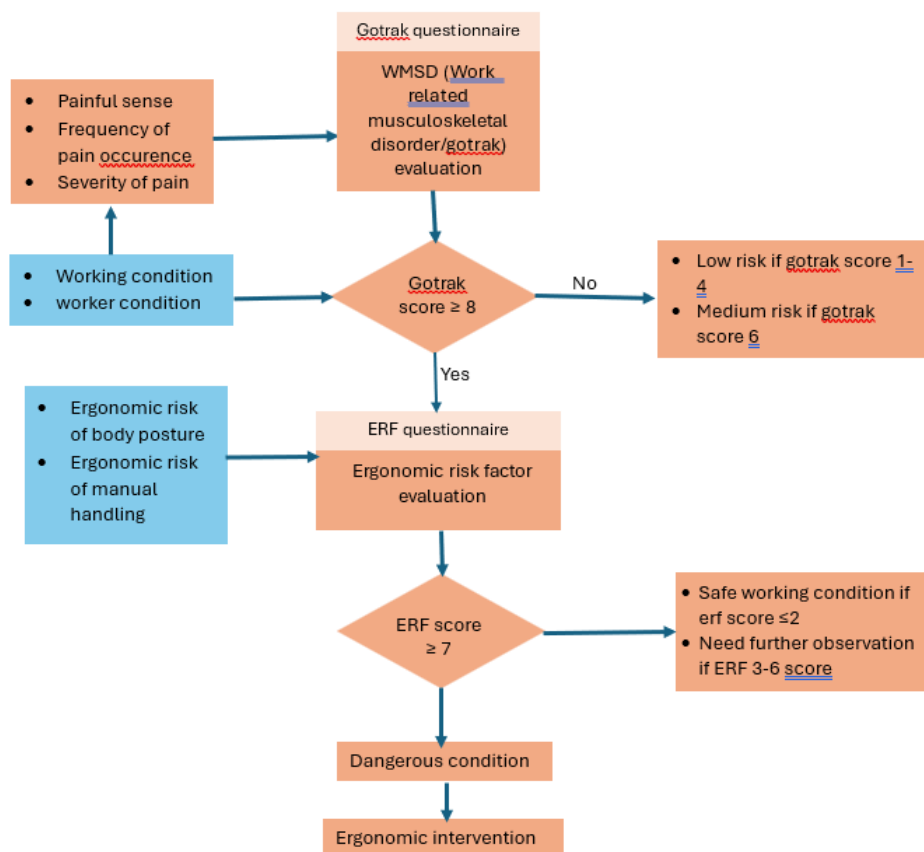 Gotrak questionnaire
WMSD (Work
related
musculoskeletal
disorder/gotrak)
evaluation
• Painful sense
• Frequency of
pain occurence
• Severity of pain
• Working condition
• worker condition
Gotrak
score ≥ 8
No
• Low risk if gotrak score 1-
4
• Medium risk if gotrak
score 6
Yes
• Ergonomic risk
of body posture
• Ergonomic risk
of manual
handling
ERF questionnaire
Ergonomic risk factor
evaluation
ERF score
≥ 7
• Safe working condition if
erf score ≤2
• Need further observation
if ERF 3-6 score
Dangerous condition
Ergonomic intervention